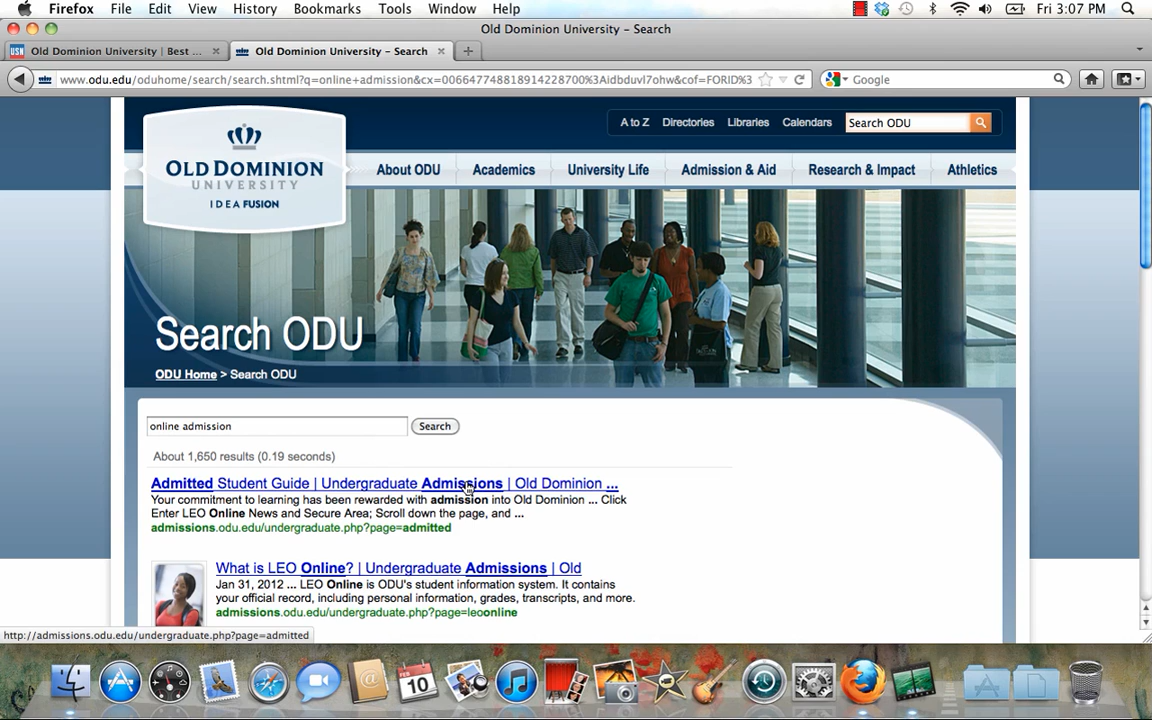 Firefox File Edit View History Bookmarks Tools Window Help Fri 3:07 PM
Old Dominion University – Search
USN Old Dominion University | Best ... Old Dominion University – Search
www.odu.edu/oduhome/search/search.shtml?q=online+admission&cx=006647748818914228700%3Aidbduvl7ohw&cof=FORID%3 Google
A to Z Directories Libraries Calendars Search ODU
OLD DOMINION
UNIVERSITY
IDEA FUSION
About ODU Academics University Life Admission & Aid Research & Impact Athletics
Search ODU
ODU Home > Search ODU
online admission Search
About 1,650 results (0.19 seconds)
Admitted Student Guide | Undergraduate Admissions | Old Dominion ...
Your commitment to learning has been rewarded with admission into Old Dominion ... Click
Enter LEO Online News and Secure Area; Scroll down the page, and ...
admissions.odu.edu/undergraduate.php?page=admitted
What is LEO Online? | Undergraduate Admissions | Old
Jan 31, 2012 ... LEO Online is ODU's student information system. It contains
your official record, including personal information, grades, transcripts, and more.
admissions.odu.edu/undergraduate.php?page=leoonline
http://admissions.odu.edu/undergraduate.php?page=admitted
FEB
10